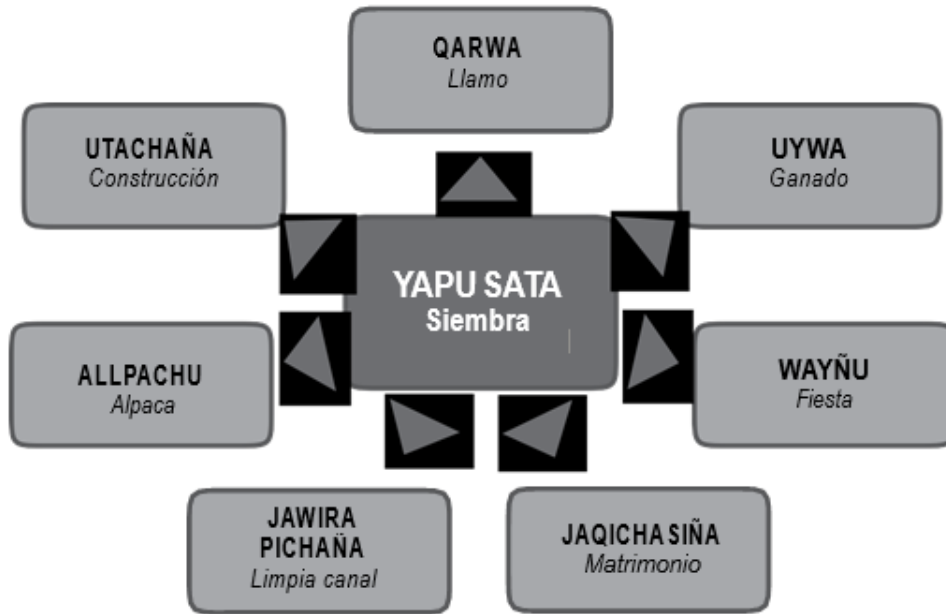 QARWA
Llamo
UTACHAÑA
Construcción
UYWA
Ganado
YAPU SATA
Siembra
ALLPACHU
Alpaca
WAYÑU
Fiesta
JAWIRA
PICHAÑA
Limpia canal
JAQICHASIÑA
Matrimonio